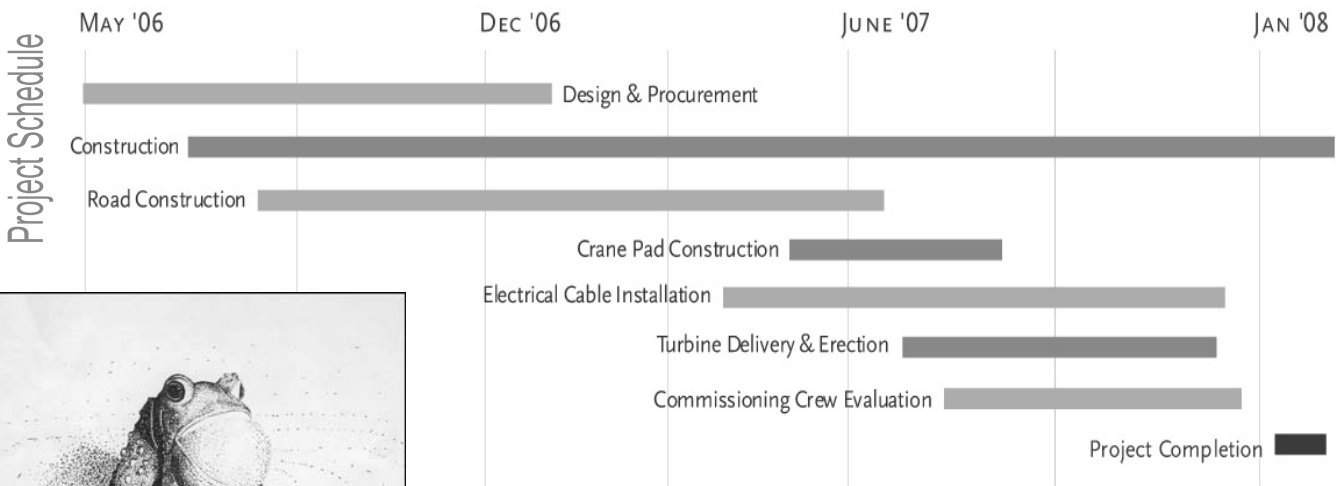 MAY '06 DEC '06 JUNE '07 JAN '08
Project Schedule
Design & Procurement
Construction
Road Construction
Crane Pad Construction
Electrical Cable Installation
Turbine Delivery & Erection
Commissioning Crew Evaluation
Project Completion